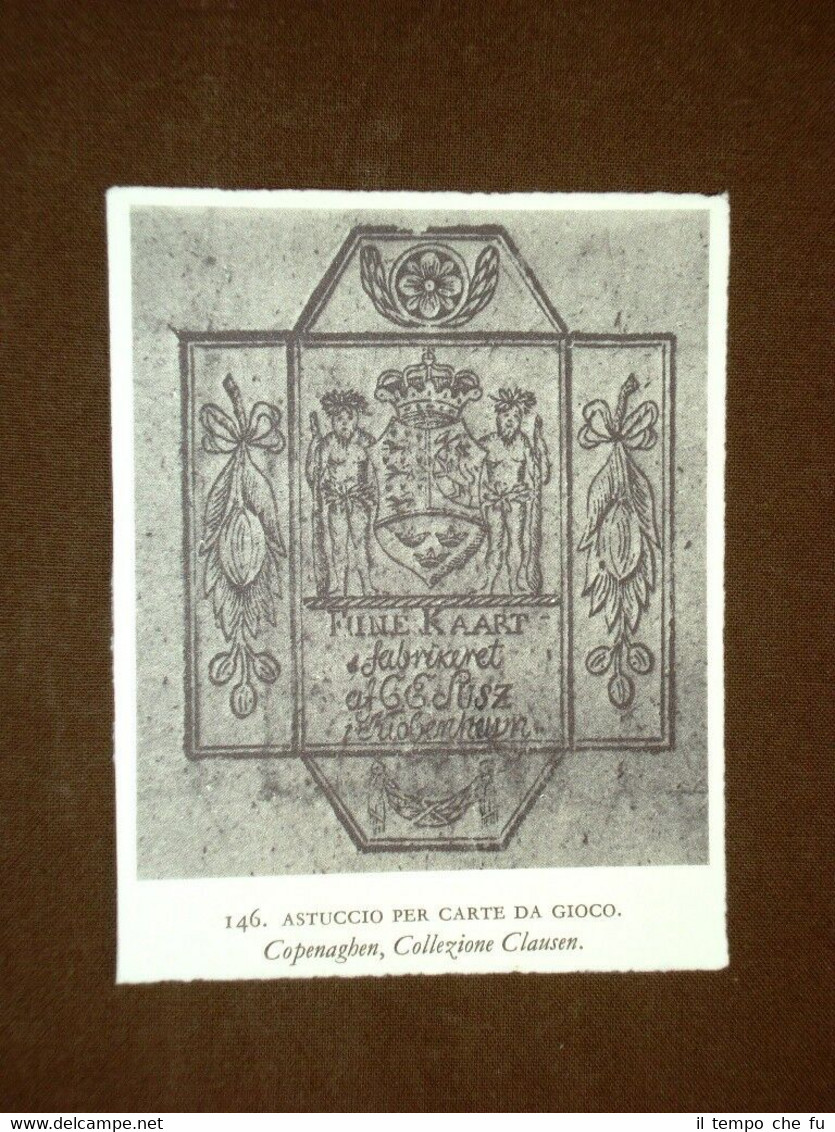 FIINE KAART-
fabrikeret
af C E Süsz
i Kiöbenhavn.
146. ASTUCCIO PER CARTE DA GIOCO.
Copenaghen, Collezione Clausen.
www.delcampe.net
il tempo che fu